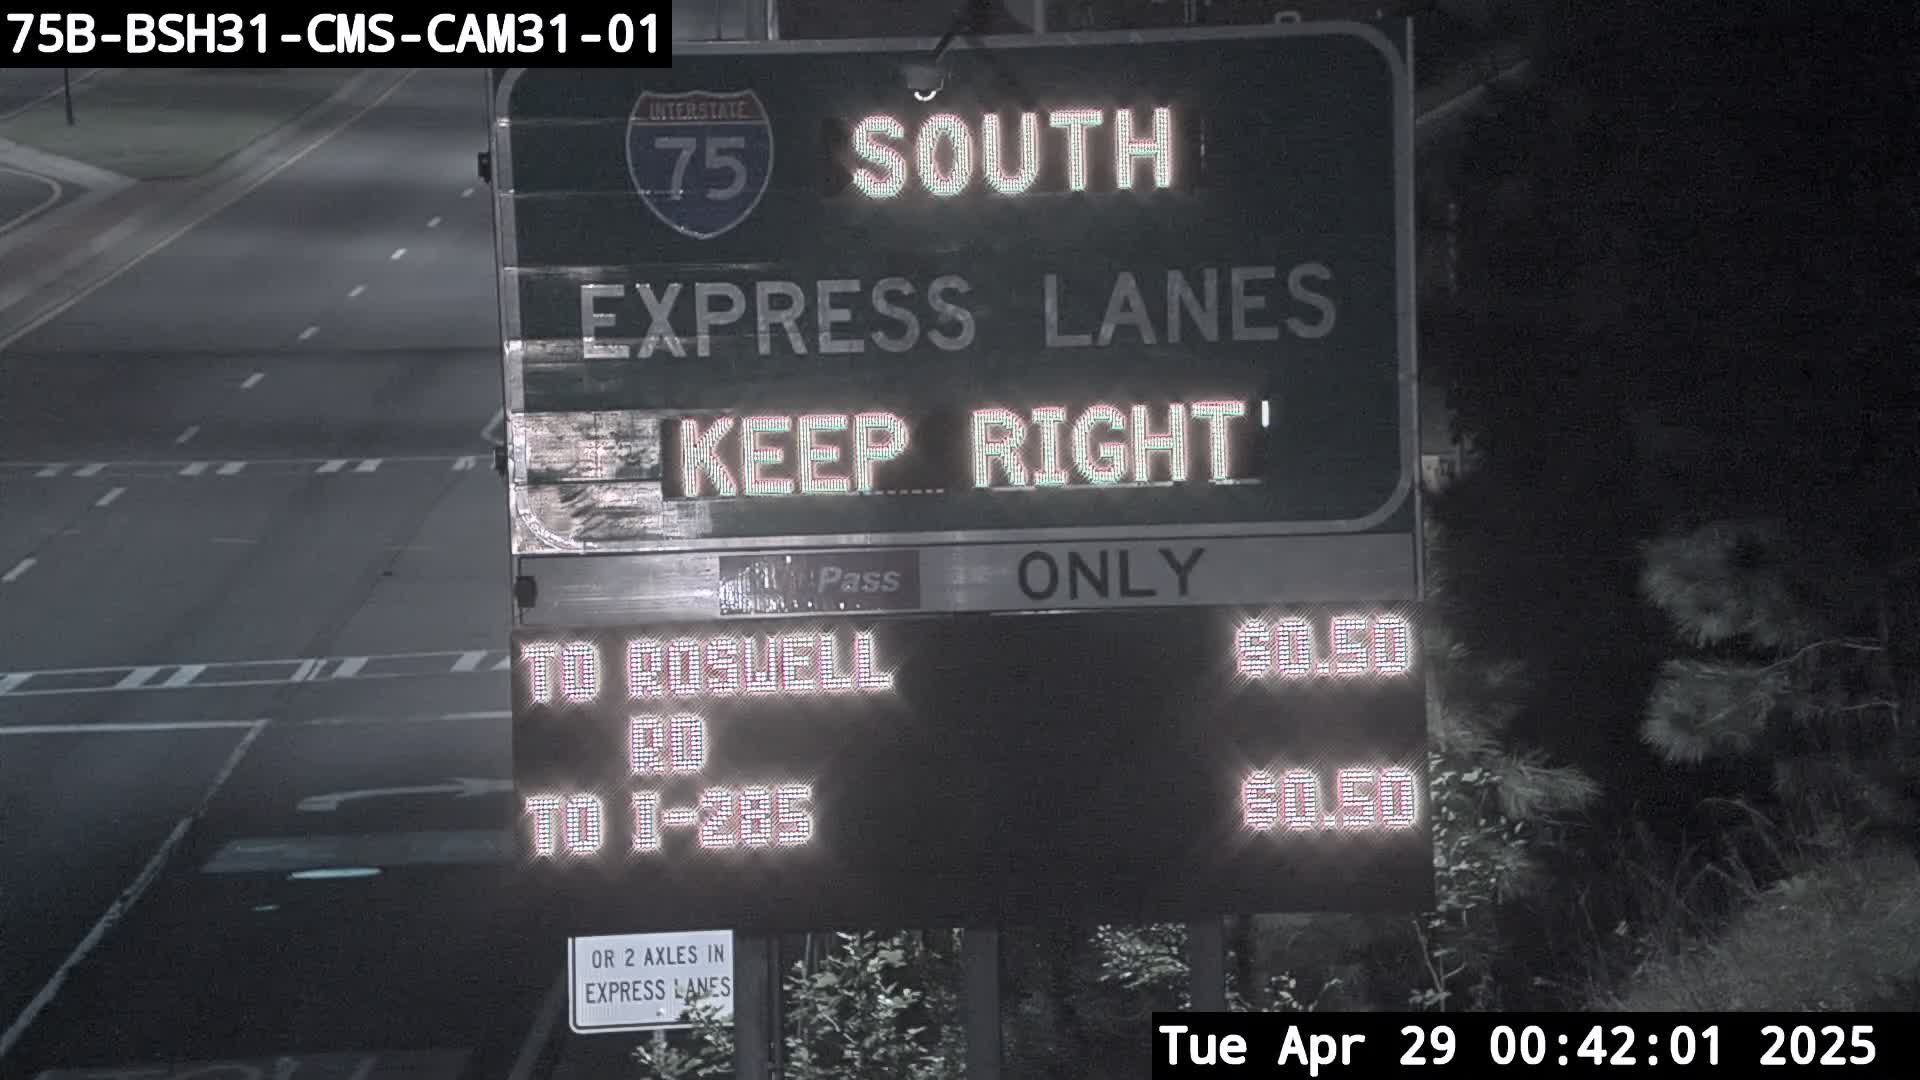 75B-BSH31-CMS-CAM31-01
INTERSTATE
75
SOUTH
EXPRESS LANES
KEEP RIGHT
Pass ONLY
TO ROSWELL $0.50
RD
TO I-285 $0.50
OR 2 AXLES IN
EXPRESS LANES
Tue Apr 29 00:42:01 2025